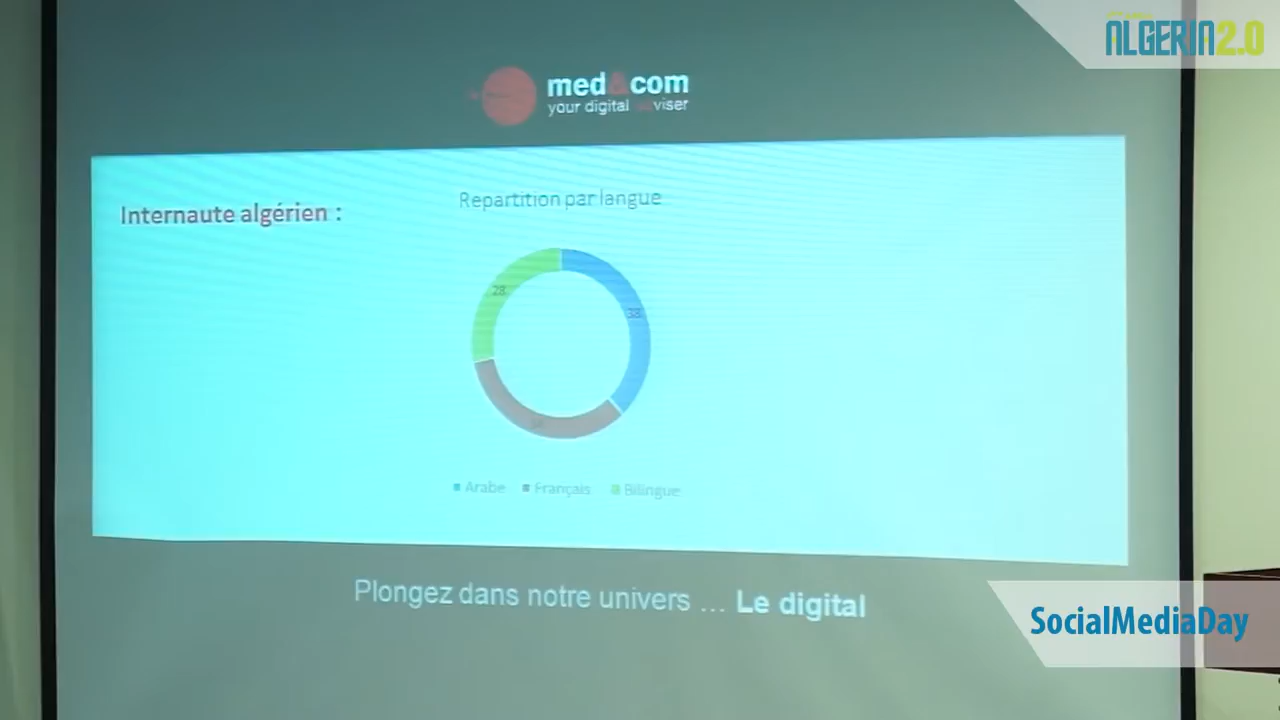 ALGERIA2.0
med&com
your digital adviser
Internaute algérien :
Repartition par langue
28
38
Arabe
Français
Bilingue
Plongez dans notre univers ... Le digital
SocialMediaDay